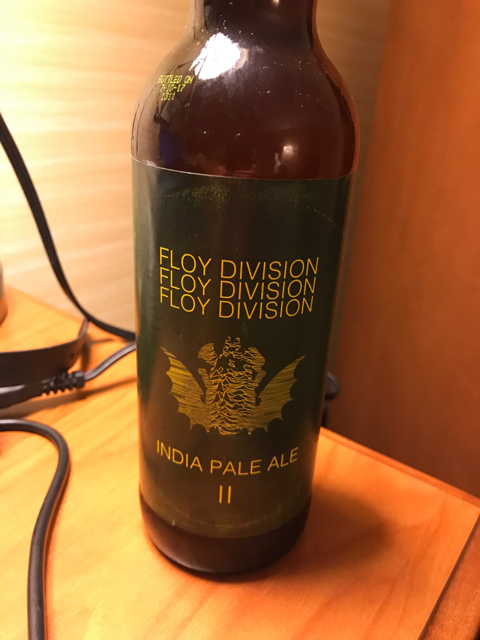 BOTTLED ON
FLOY DIVISION
FLOY DIVISION
FLOY DIVISION
INDIA PALE ALE
II